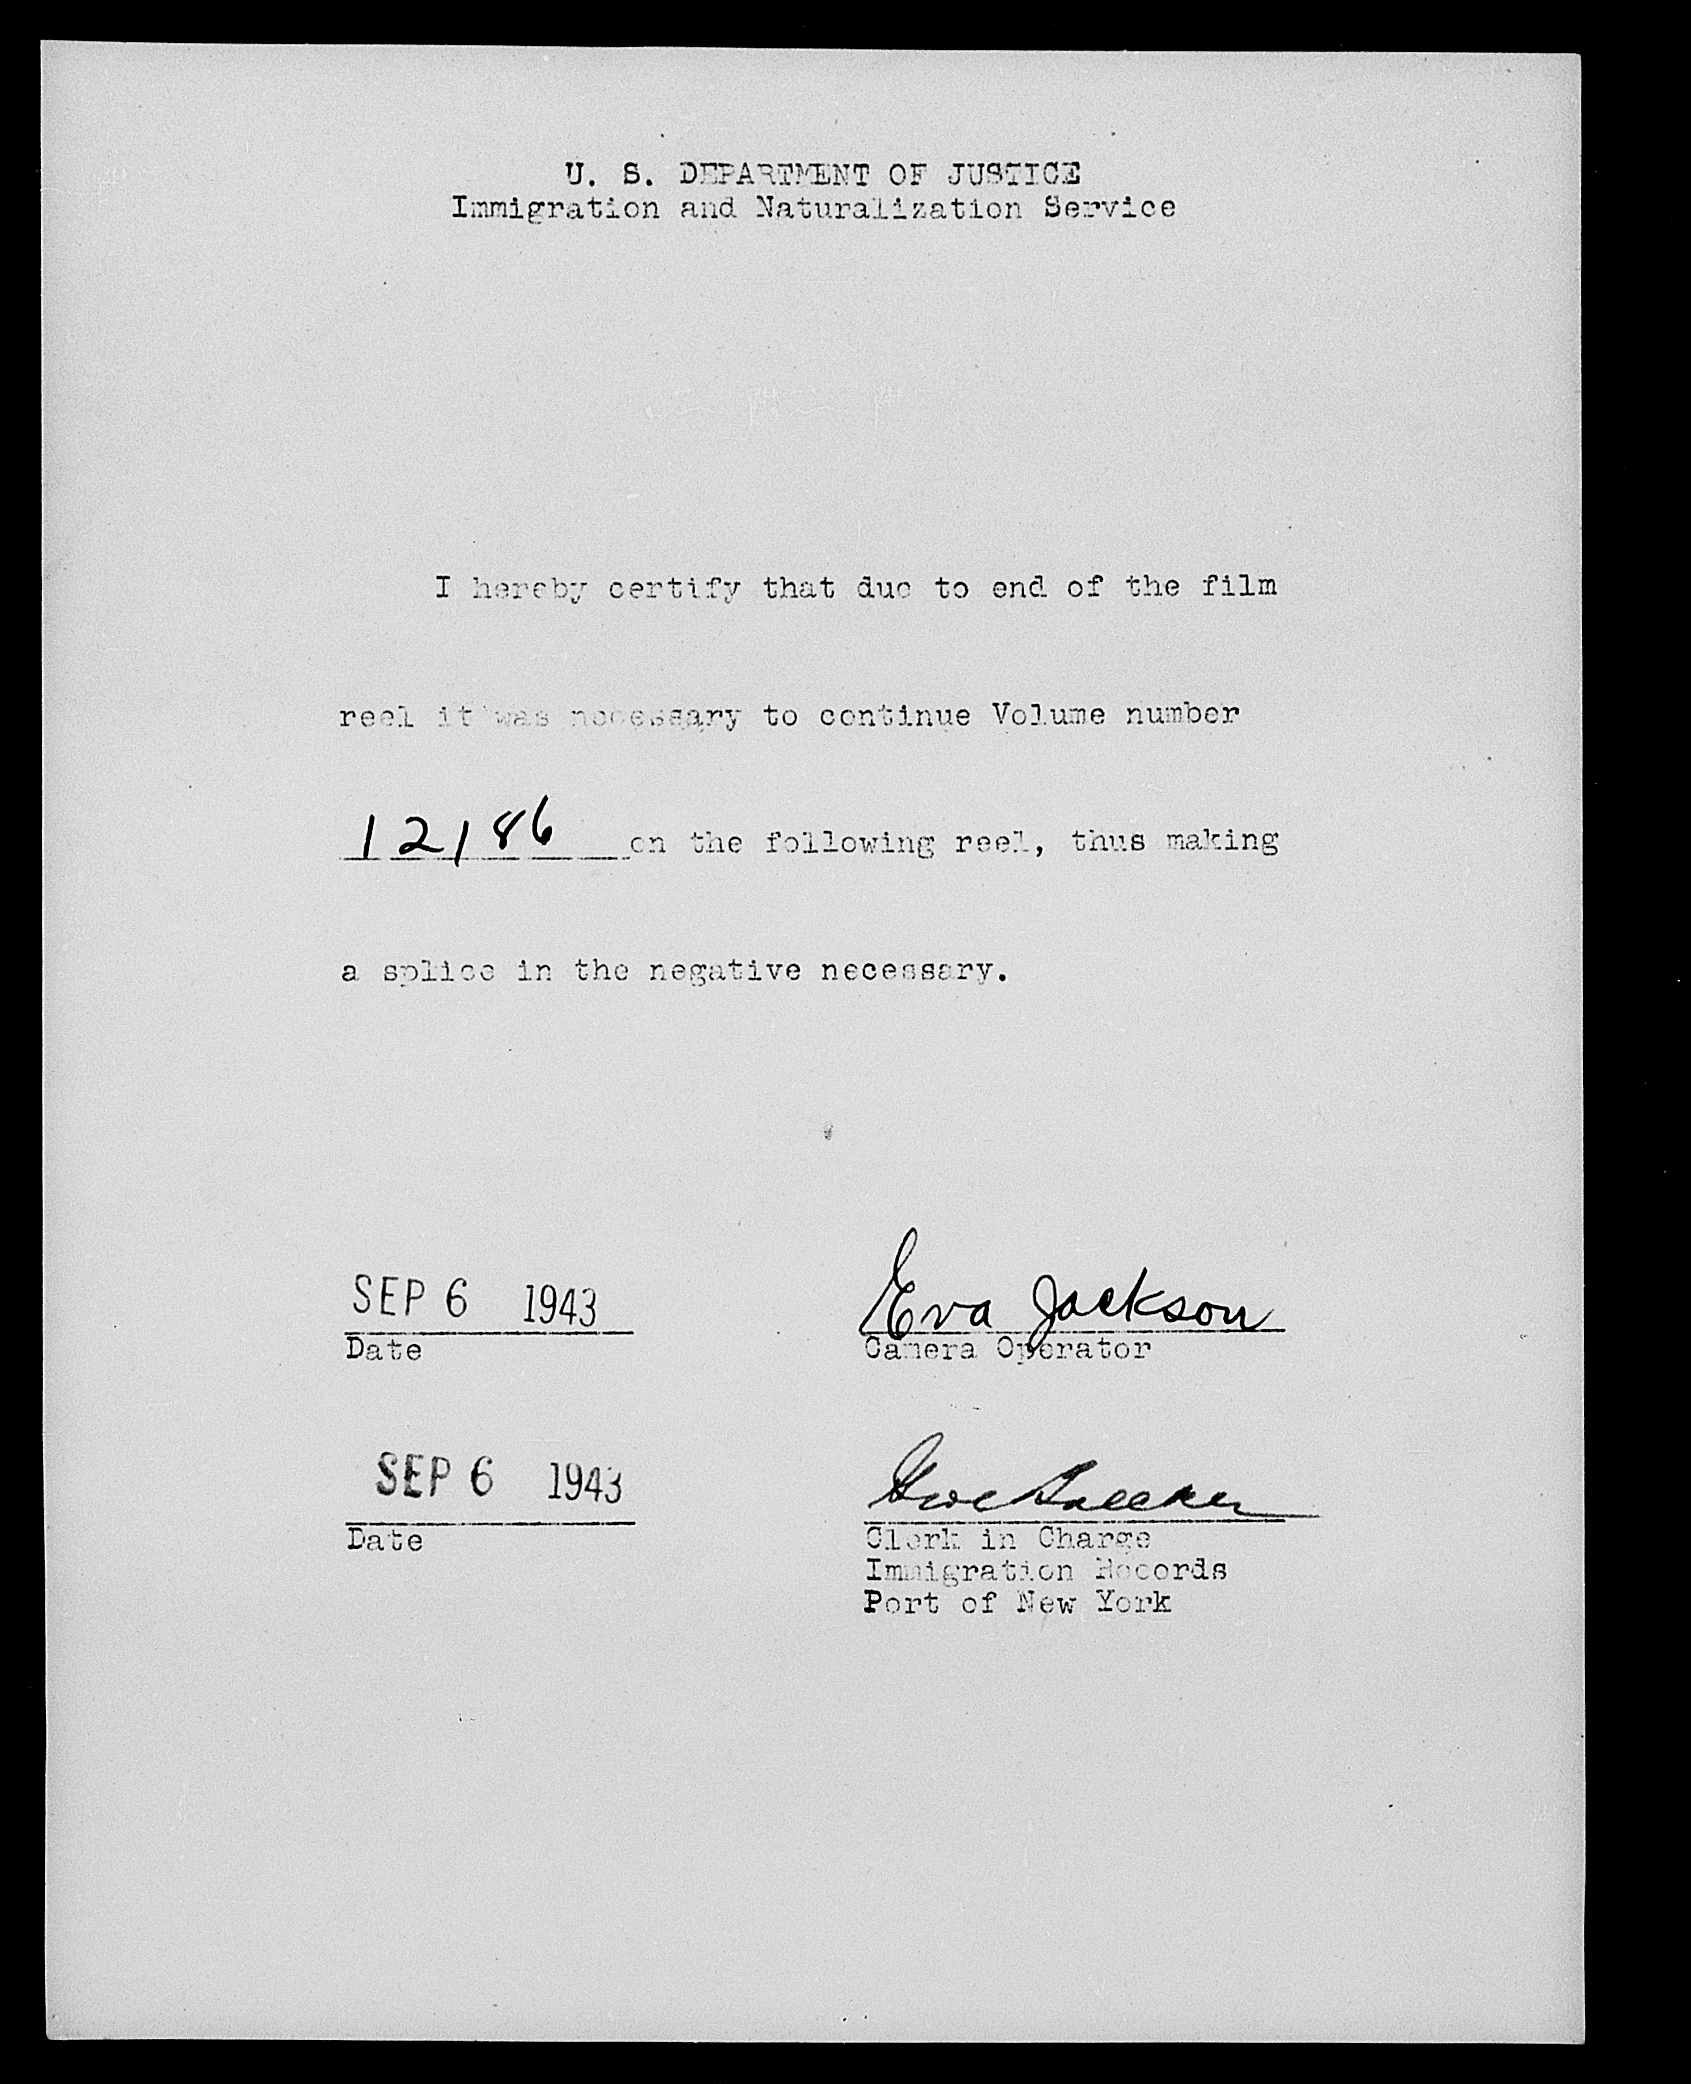 U. S. DEPARTMENT OF JUSTICE
Immigration and Naturalization Service
I hereby certify that due to end of the film
reel it was necessary to continue Volume number
12186 on the following reel, thus making
a splice in the negative necessary.
SEP 6 1943
Eva Jackson
Date
Camera Operator
SEP 6 1943
Date
Clerk in Charge
Immigration Records
Port of New York